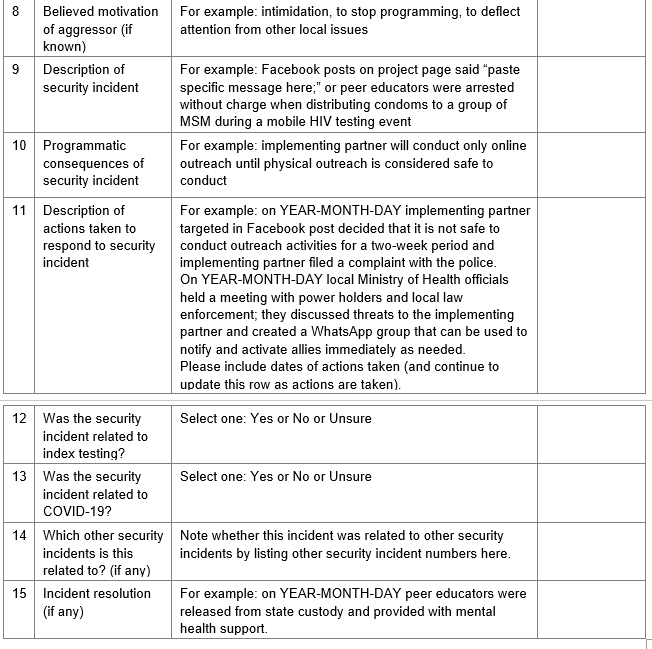 8 Believed motivation of aggressor (if known) For example: intimidation, to stop programming, to deflect attention from other local issues
9 Description of security incident For example: Facebook posts on project page said “paste specific message here;” or peer educators were arrested without charge when distributing condoms to a group of MSM during a mobile HIV testing event
10 Programmatic consequences of security incident For example: implementing partner will conduct only online outreach until physical outreach is considered safe to conduct
11 Description of actions taken to respond to security incident For example: on YEAR-MONTH-DAY implementing partner targeted in Facebook post decided that it is not safe to conduct outreach activities for a two-week period and implementing partner filed a complaint with the police.
On YEAR-MONTH-DAY local Ministry of Health officials held a meeting with power holders and local law enforcement; they discussed threats to the implementing partner and created a WhatsApp group that can be used to notify and activate allies immediately as needed.
Please include dates of actions taken (and continue to update this row as actions are taken).
12 Was the security incident related to index testing? Select one: Yes or No or Unsure
13 Was the security incident related to COVID-19? Select one: Yes or No or Unsure
14 Which other security incidents is this related to? (if any) Note whether this incident was related to other security incidents by listing other security incident numbers here.
15 Incident resolution (if any) For example: on YEAR-MONTH-DAY peer educators were released from state custody and provided with mental health support.